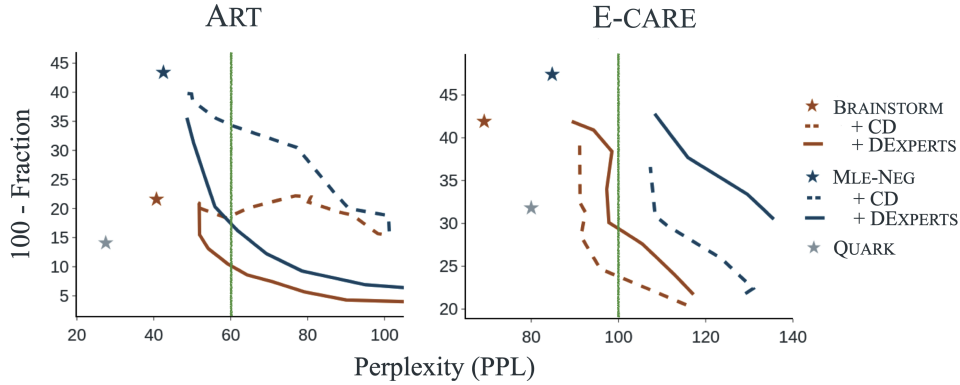 ART
E-CARE
100 - Fraction
45
40
35
30
25
20
15
10
5
20
40
60
80
100
45
40
35
30
25
20
80
100
120
140
Perplexity (PPL)
BRAINSTORM
+ CD
+ DEXPERTS
MLE-NEG
+ CD
+ DEXPERTS
QUARK